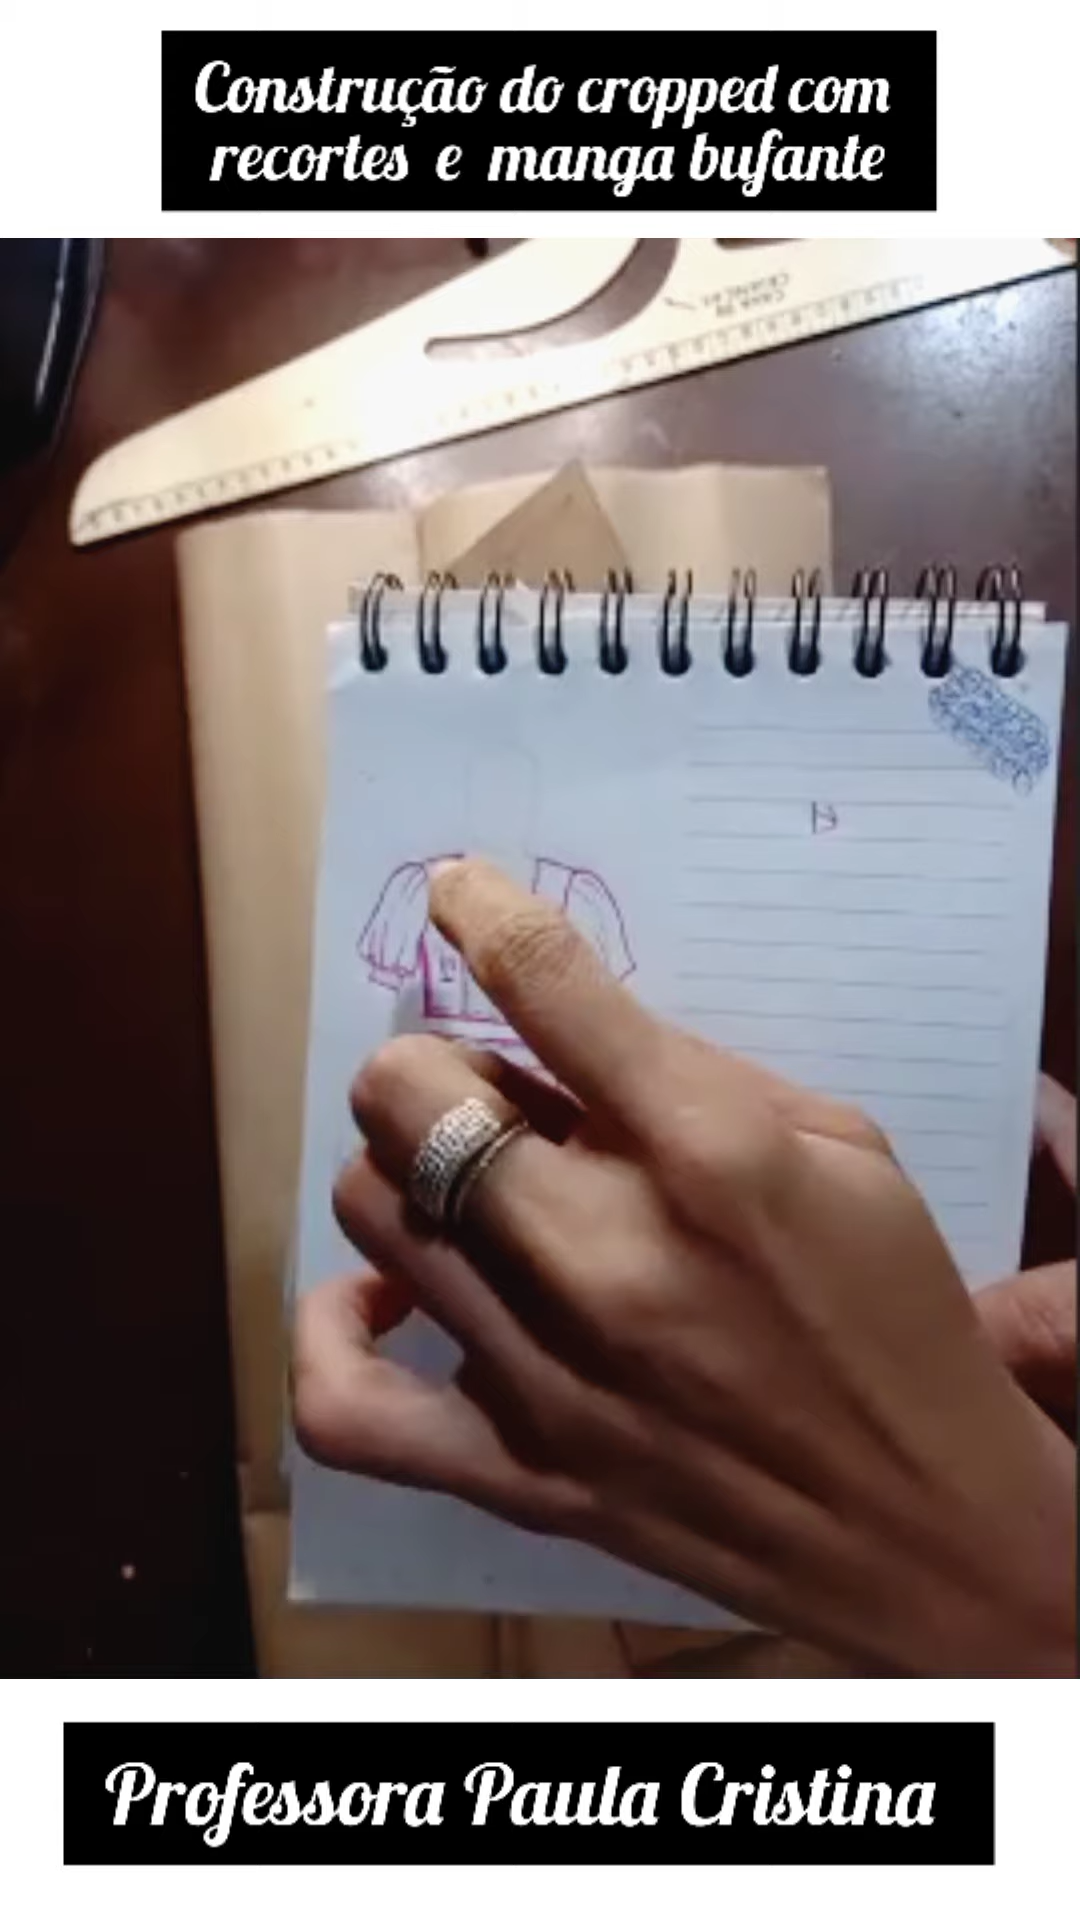 Construção do cropped com
recortes e manga bufante
Professora Paula Cristina